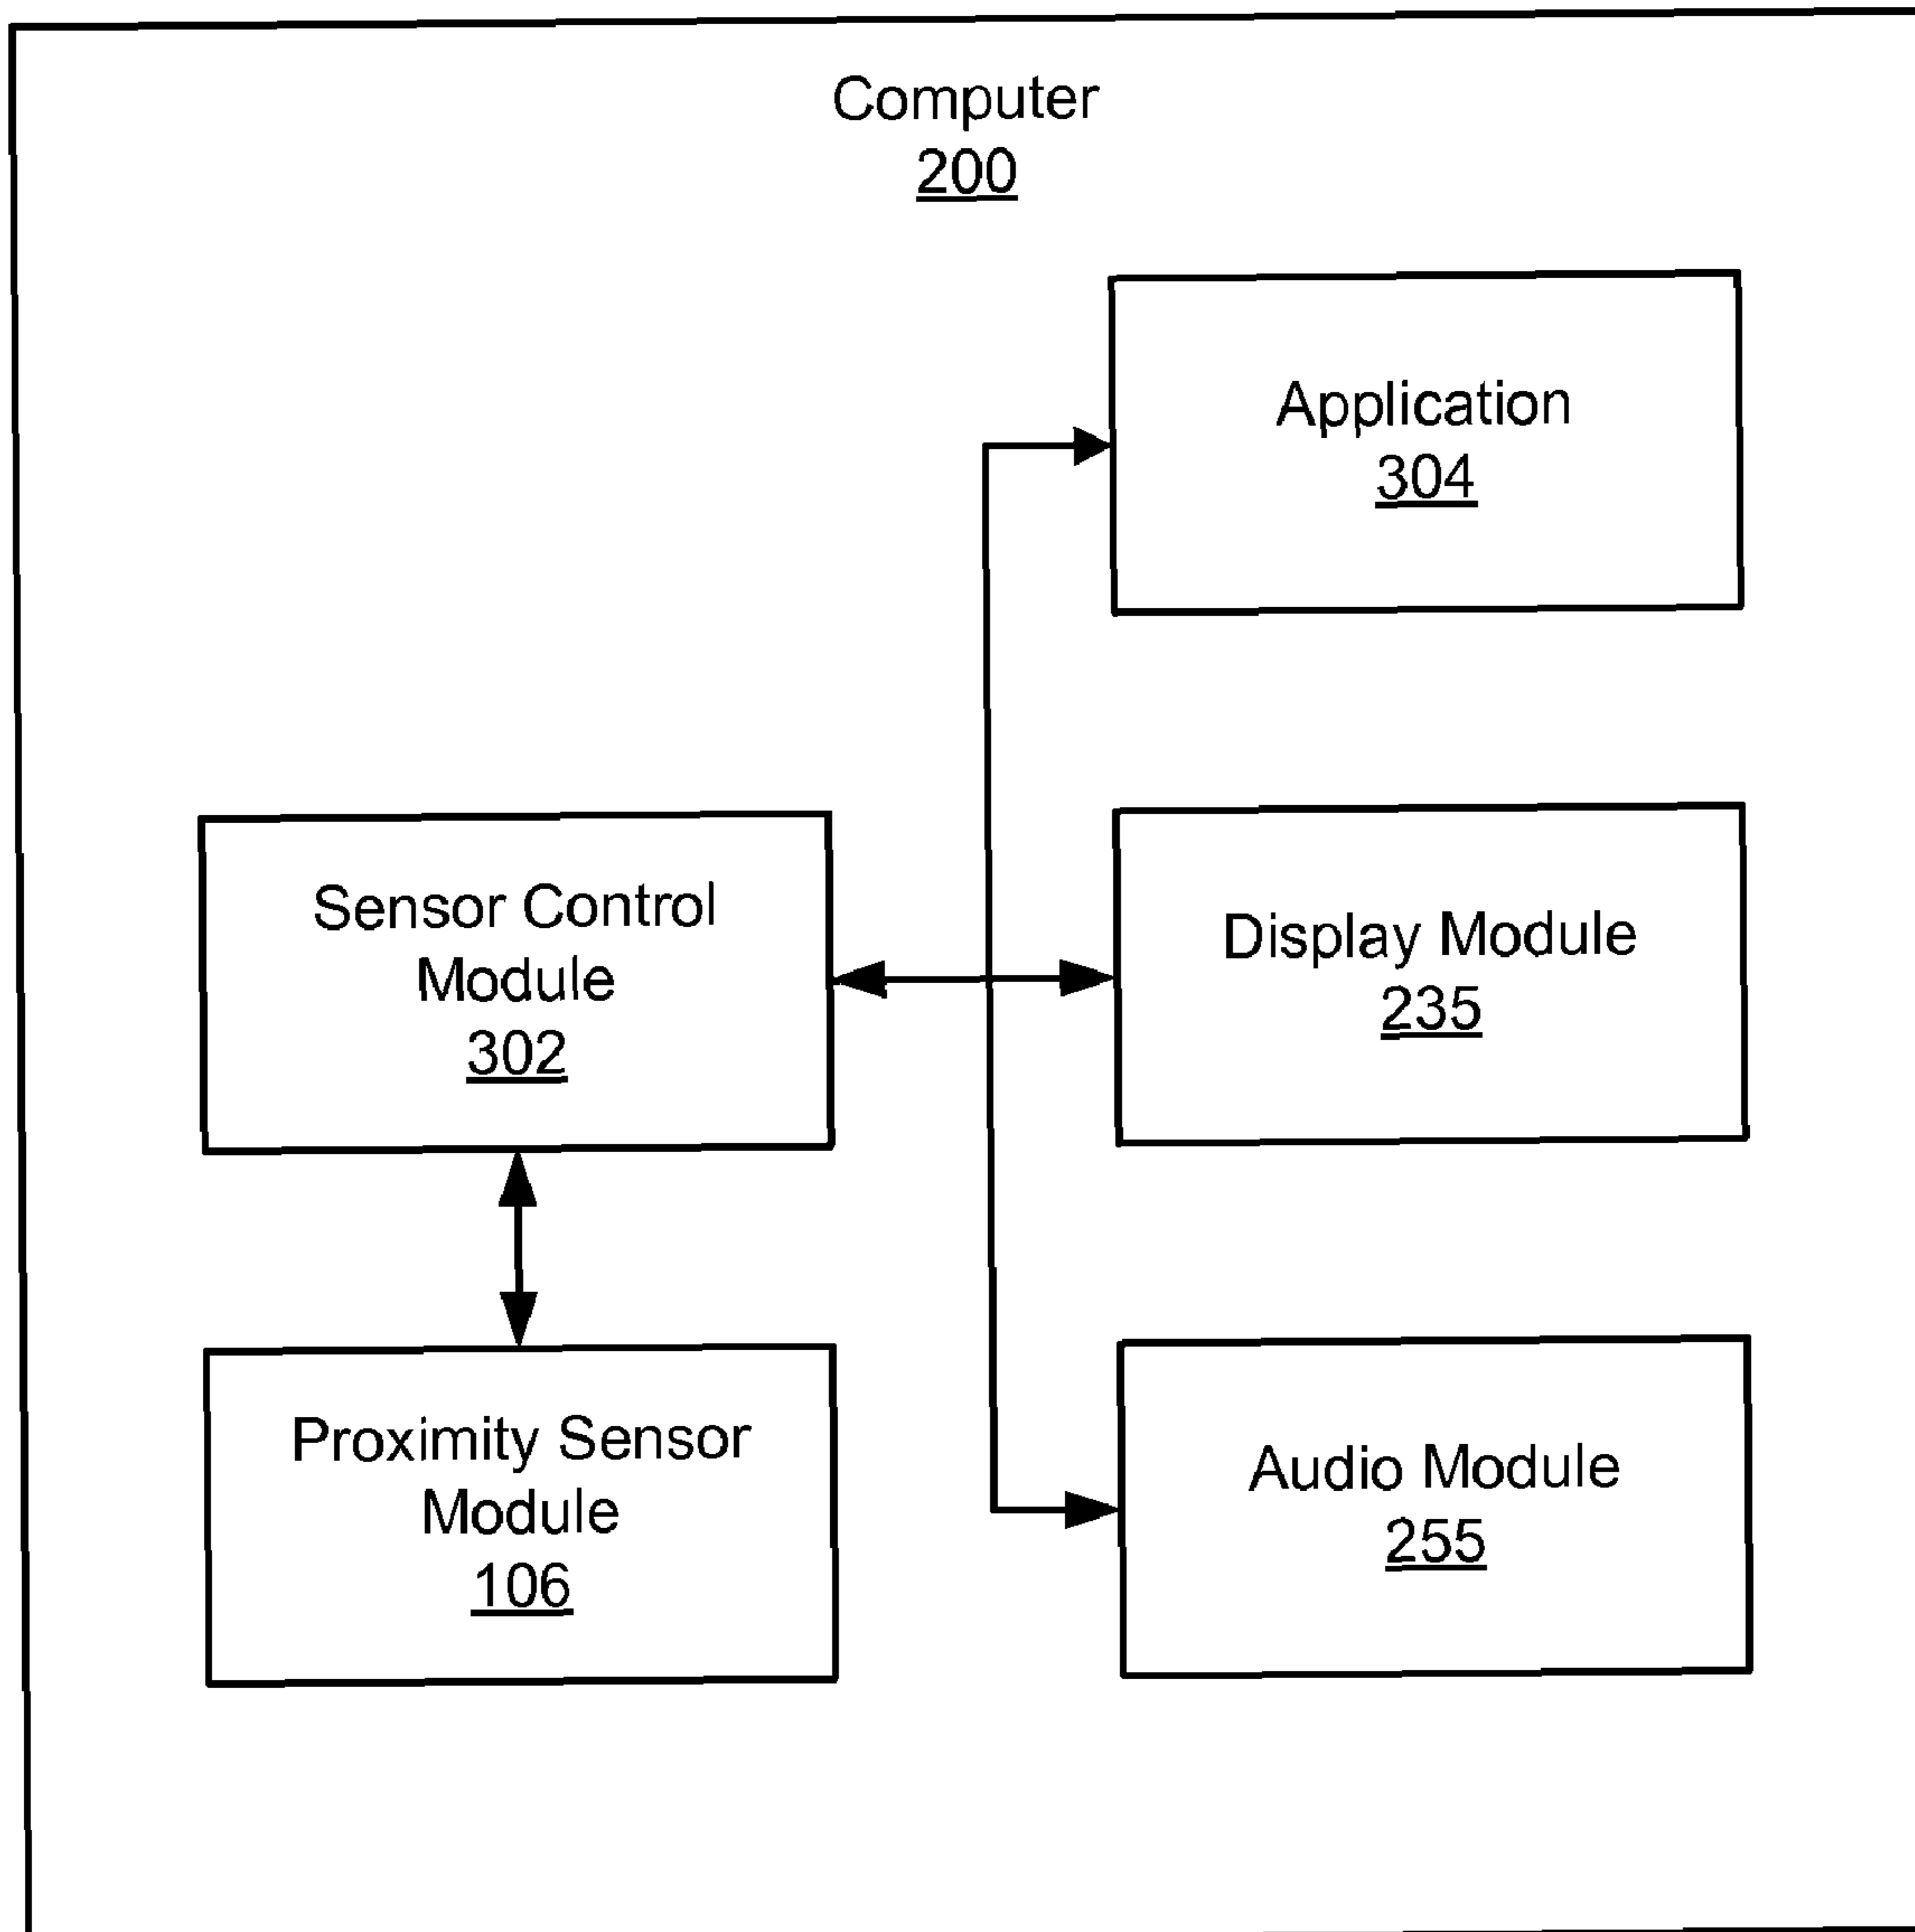 Computer
200
Application
304
Sensor Control
Module
302
Display Module
235
Proximity Sensor
Module
106
Audio Module
255